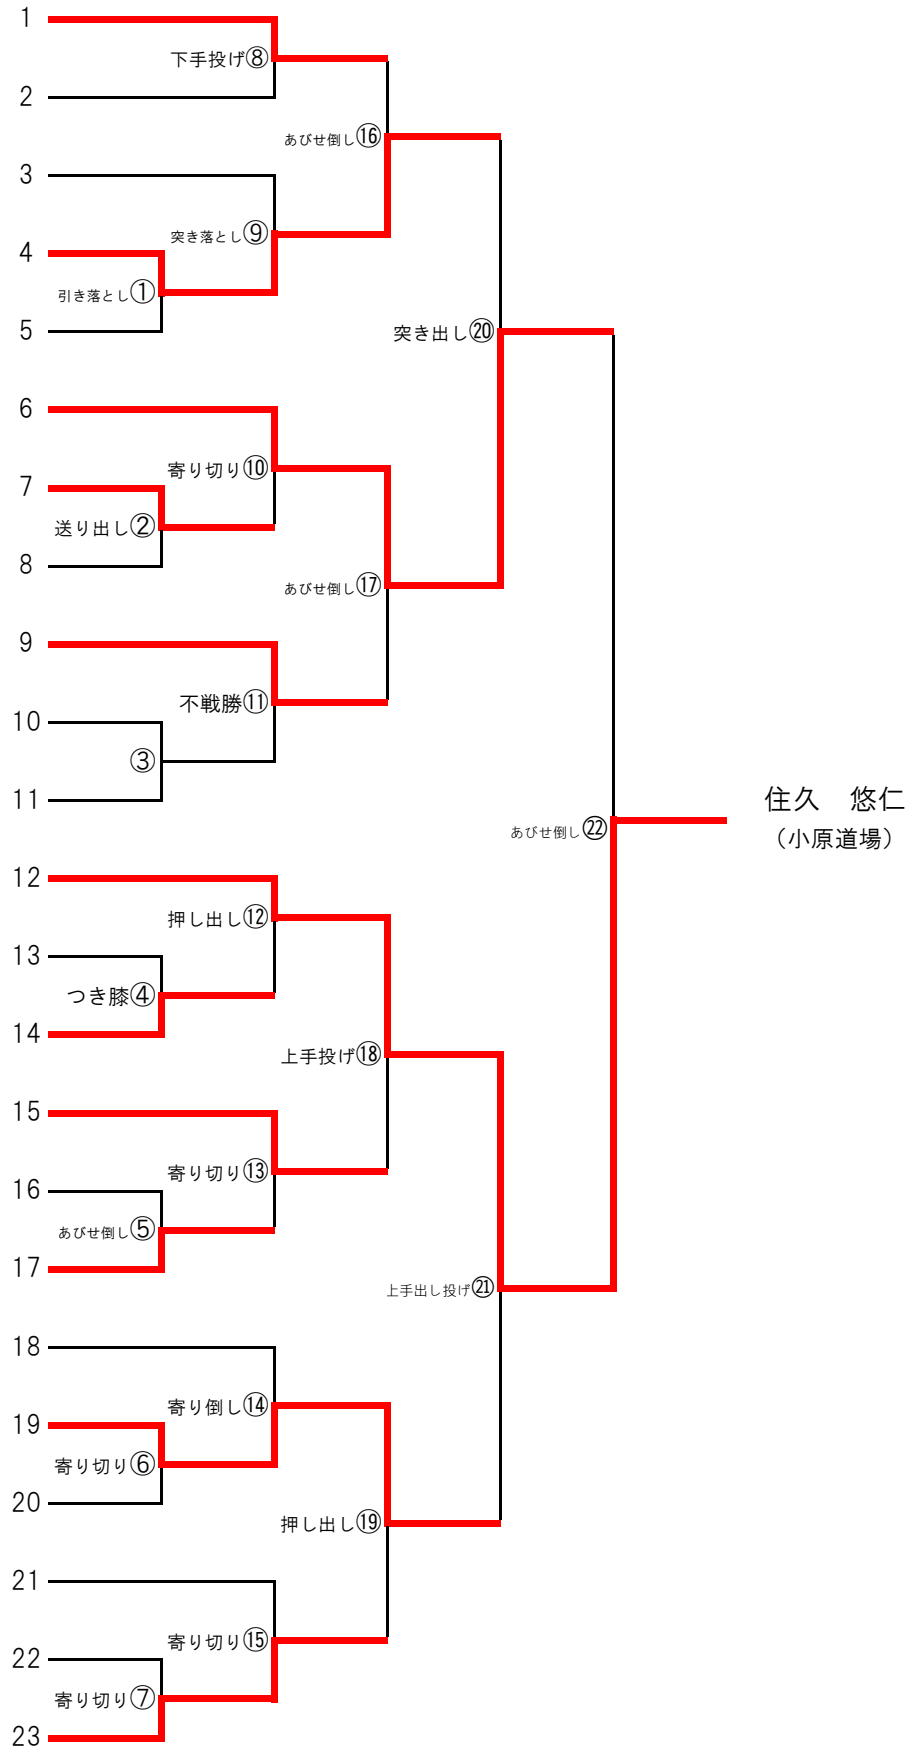 1
下手投げ⑧
2
あびせ倒し⑯
3
突き落とし⑨
4
引き落とし①
5
突き出し⑳
6
寄り切り⑩
7
送り出し②
8
あびせ倒し⑰
9
不戦勝⑪
10
③
11
住久　悠仁
あびせ倒し㉒
（小原道場）
12
押し出し⑫
13
つき膝④
14
上手投げ⑱
15
寄り切り⑬
16
あびせ倒し⑤
17
上手出し投げ㉑
18
寄り倒し⑭
19
寄り切り⑥
20
押し出し⑲
21
寄り切り⑮
22
寄り切り⑦
23